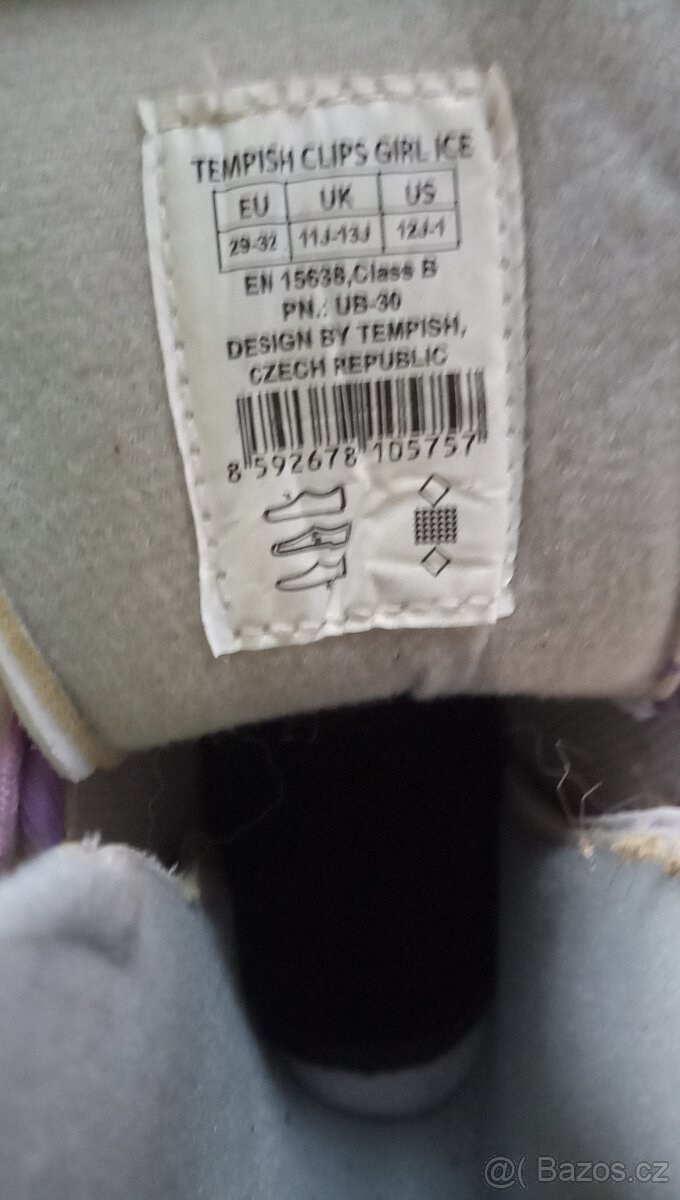 TEMPISH CLIPS GIRL ICE
EU UK US
29-32 11J-13J 12J-1
EN 15638, Class B
PN.: UB-30
DESIGN BY TEMPISH,
CZECH REPUBLIC
8 592678 105757
@( Bazos.cz